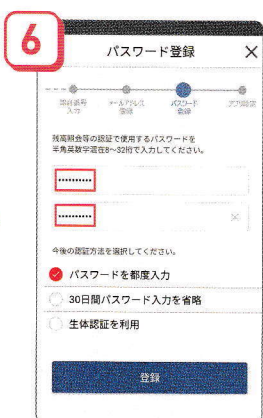 6
パスワード登録
×
認証番号 メールアドレス パスワード アプリ設定
入力 登録 登録
残高照会等の認証で使用するパスワードを
半角英数字混在8〜32桁で入力してください。
••••••••••
••••••••••
今後の認証方法を選択してください。
パスワードを都度入力
30日間パスワード入力を省略
生体認証を利用
登録